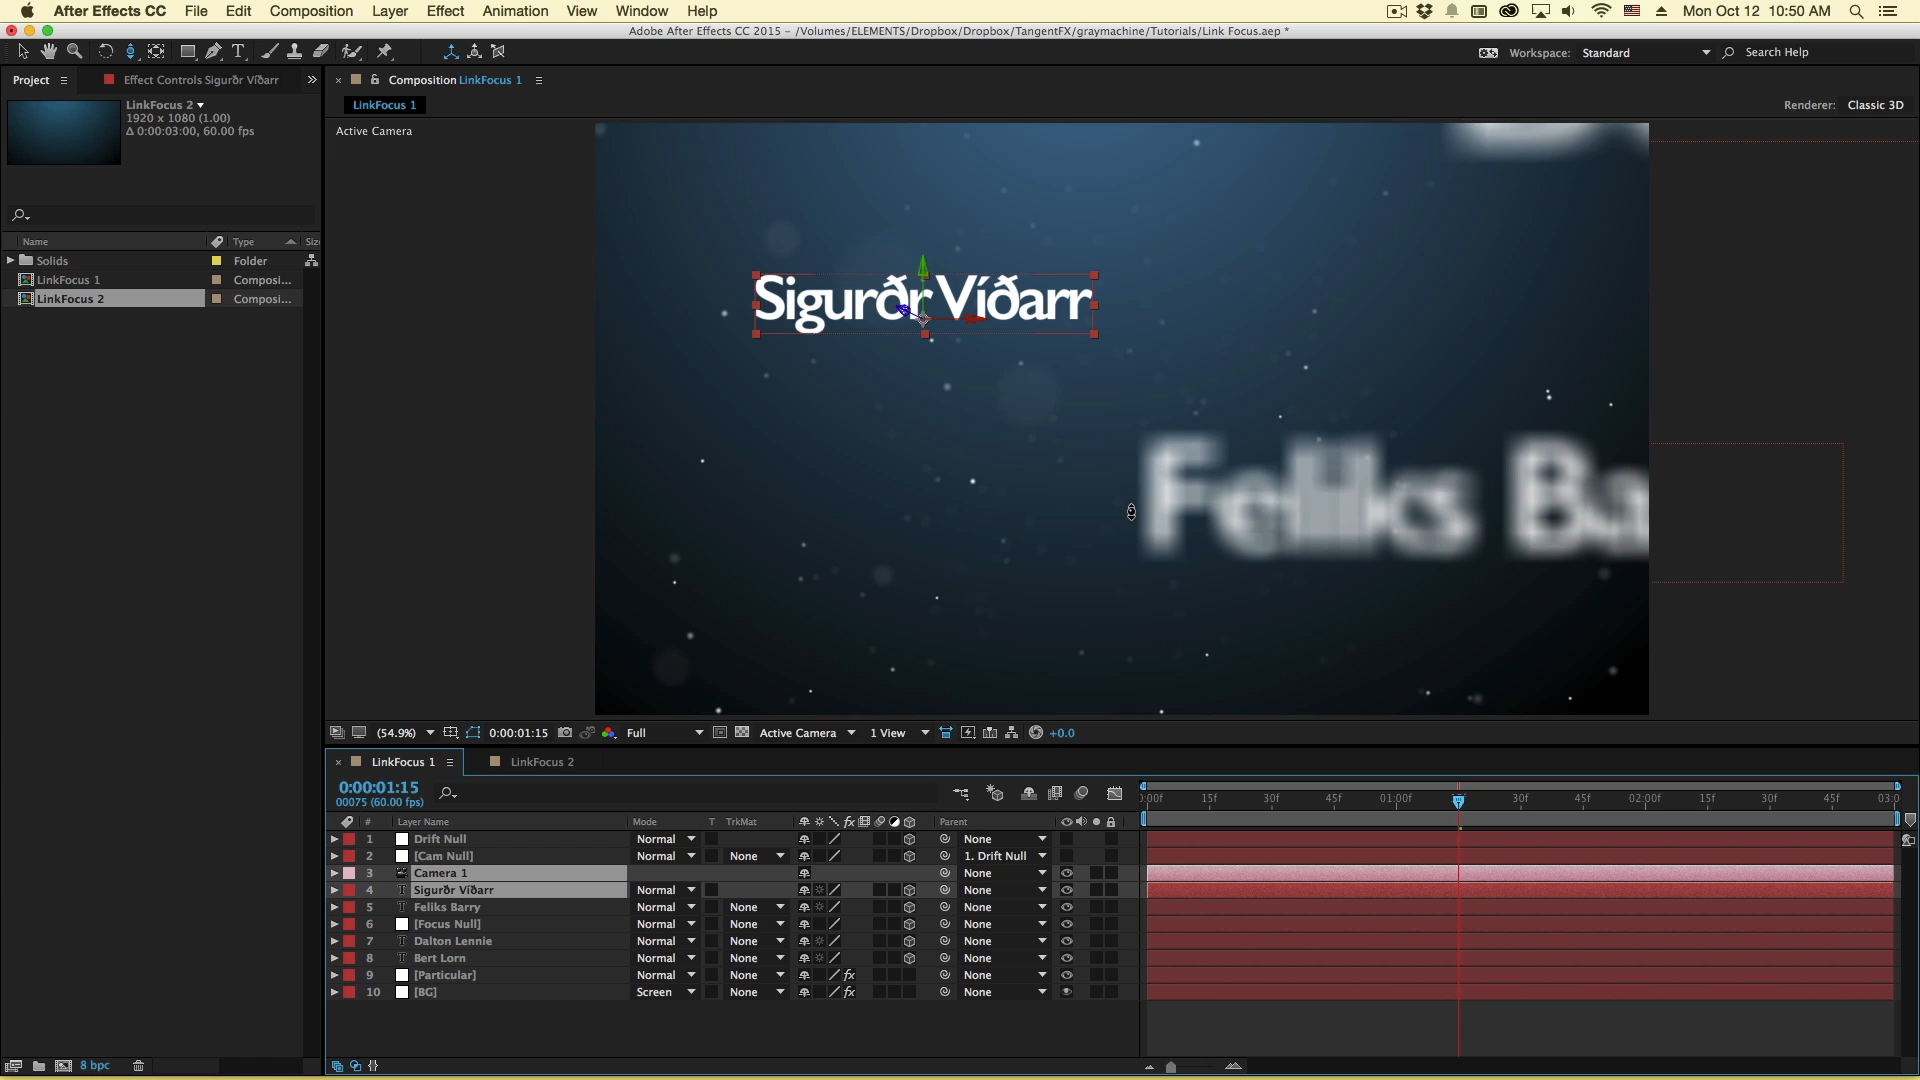 After Effects CC File Edit Composition Layer Effect Animation View Window Help Mon Oct 12 10:50 AM
Adobe After Effects CC 2015 - /Volumes/ELEMENTS/Dropbox/Dropbox/TangentFX/graymachine/Tutorials/Link Focus.aep *
Workspace: Standard Search Help
Project Effect Controls Sigurðr Víðarr
Composition LinkFocus 1
LinkFocus 2
1920 x 1080 (1.00)
Δ 0:00:03:00, 60.00 fps
LinkFocus 1
Renderer: Classic 3D
Active Camera
Name Type Siz
Solids Folder
LinkFocus 1 Composi...
LinkFocus 2 Composi...
Sigurðr Víðarr
Feliks Ba
(54.9%) 0:00:01:15 Full Active Camera 1 View +0.0
LinkFocus 1 LinkFocus 2
0:00:01:15
00075 (60.00 fps)
:00f 15f 30f 45f 01:00f 15f 30f 45f 02:00f 15f 30f 45f 03:0
# Layer Name Mode T TrkMat fx Parent
1 Drift Null Normal None
2 [Cam Null] Normal None 1. Drift Null
3 Camera 1 None
4 T Sigurðr Víðarr Normal None
5 T Feliks Barry Normal None None
6 [Focus Null] Normal None None
7 T Dalton Lennie Normal None None
8 T Bert Lorn Normal None None
9 [Particular] Normal None fx None
10 [BG] Screen None fx None
8 bpc